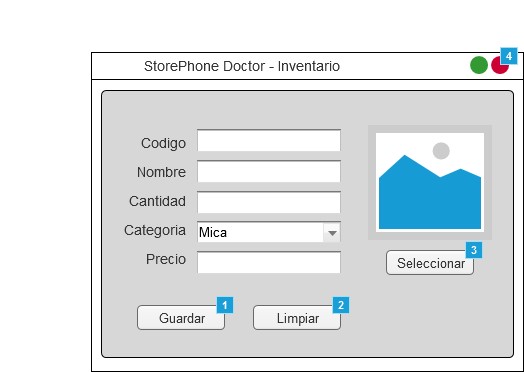 StorePhone Doctor - Inventario
4
Codigo
Nombre
Cantidad
Categoria Mica
Precio
3
Seleccionar
1
Guardar
2
Limpiar